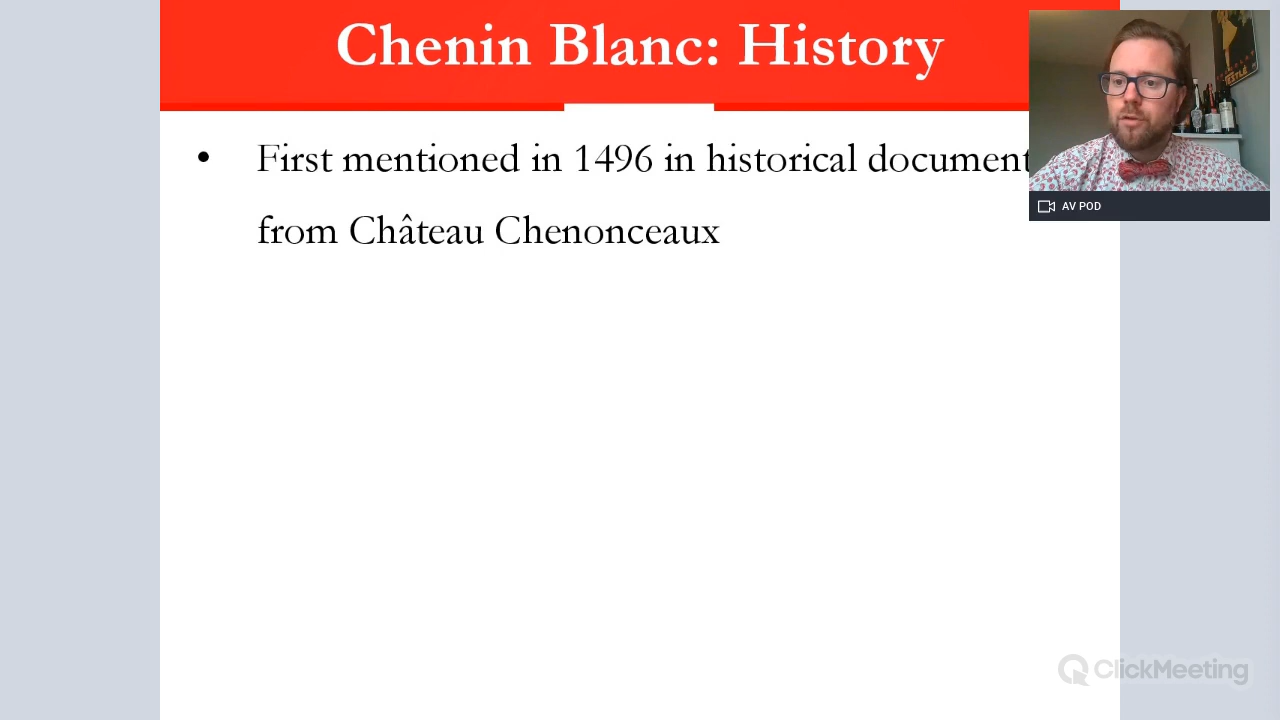 Chenin Blanc: History
• First mentioned in 1496 in historical document
from Château Chenonceaux
AV POD
ClickMeeting